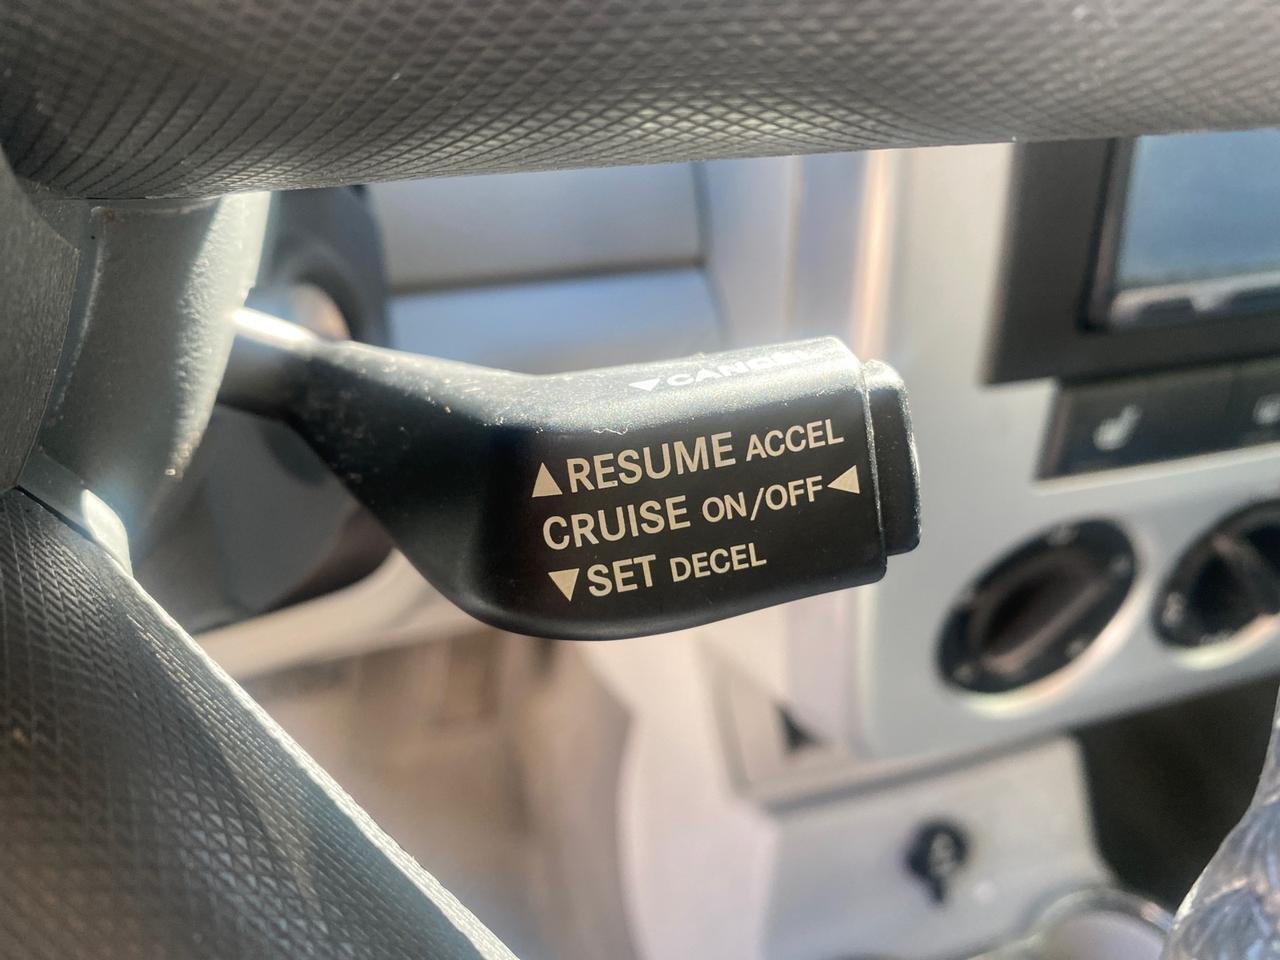 ▼CANCEL
▲RESUME ACCEL
CRUISE ON/OFF◀
▼SET DECEL